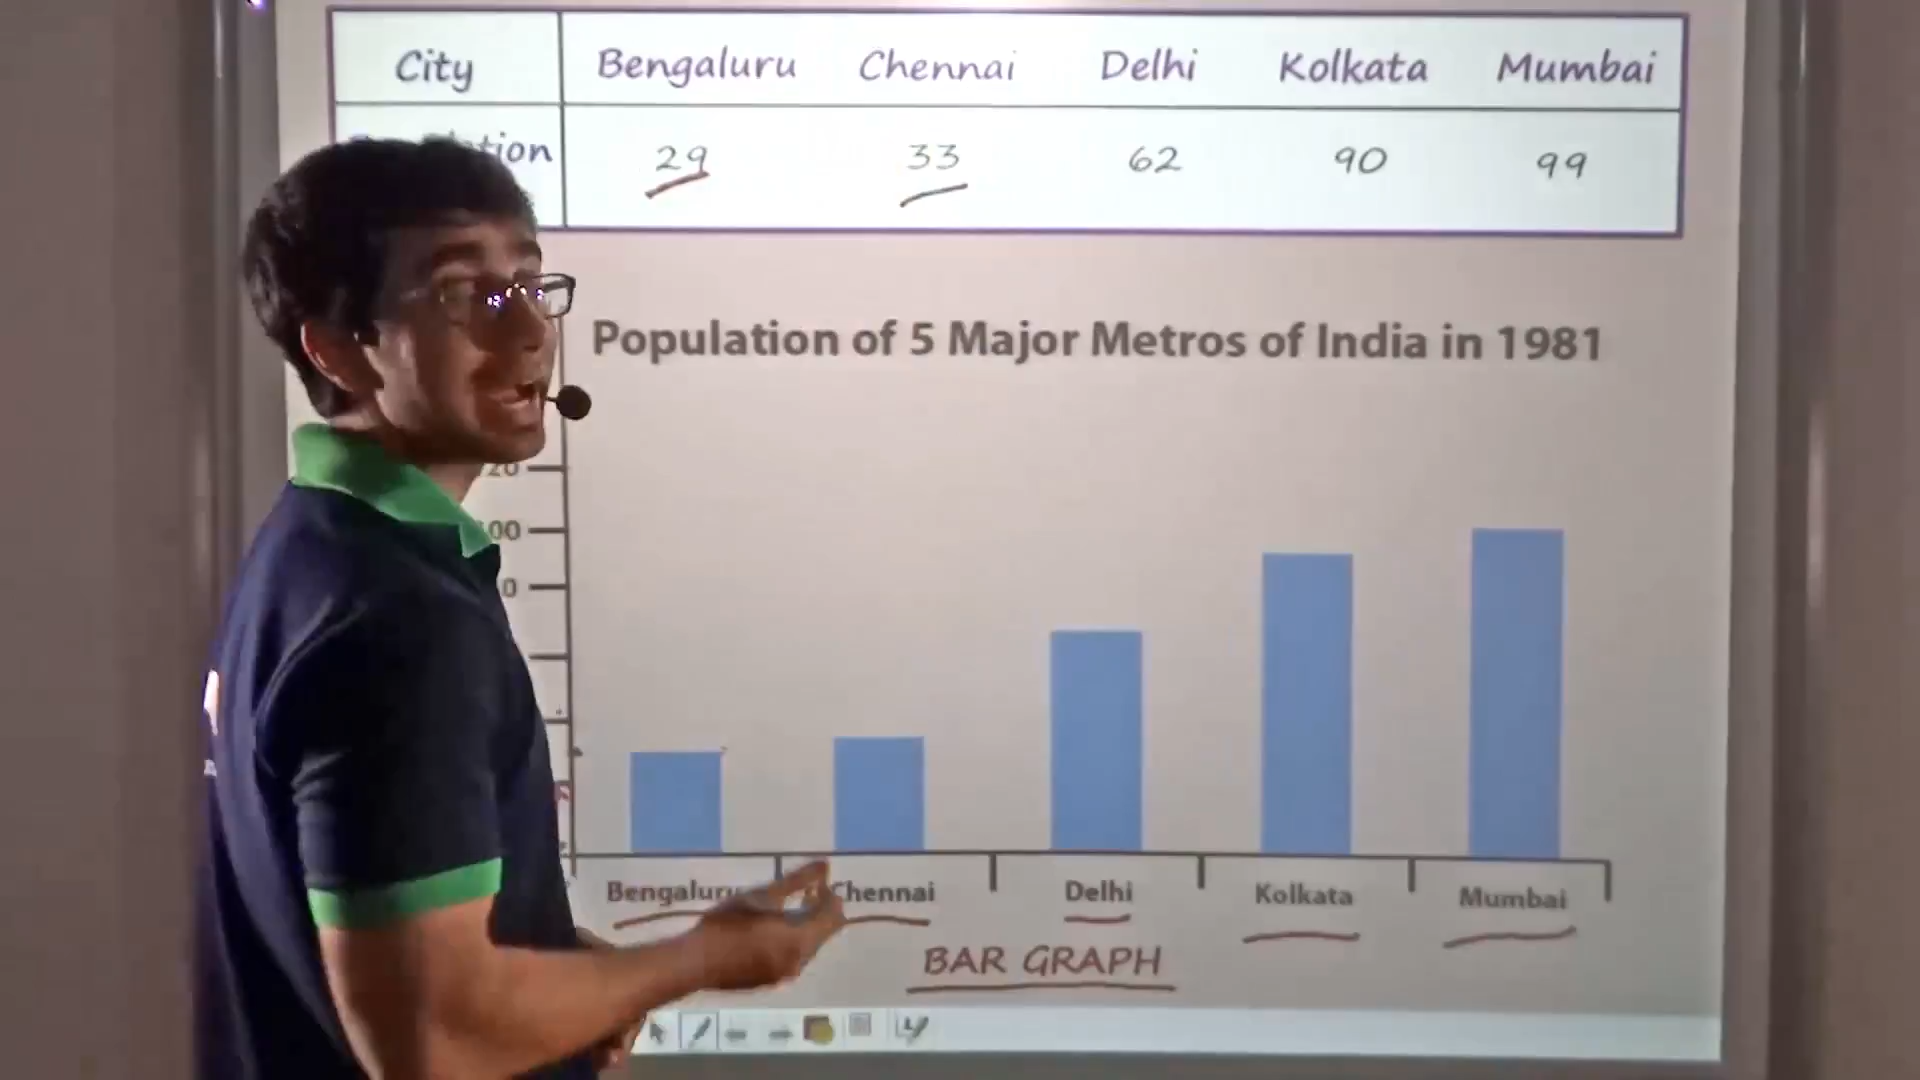 City Bengaluru Chennai Delhi Kolkata Mumbai
29 33 62 90 99
Population of 5 Major Metros of India in 1981
Bengaluru Chennai Delhi Kolkata Mumbai
BAR GRAPH